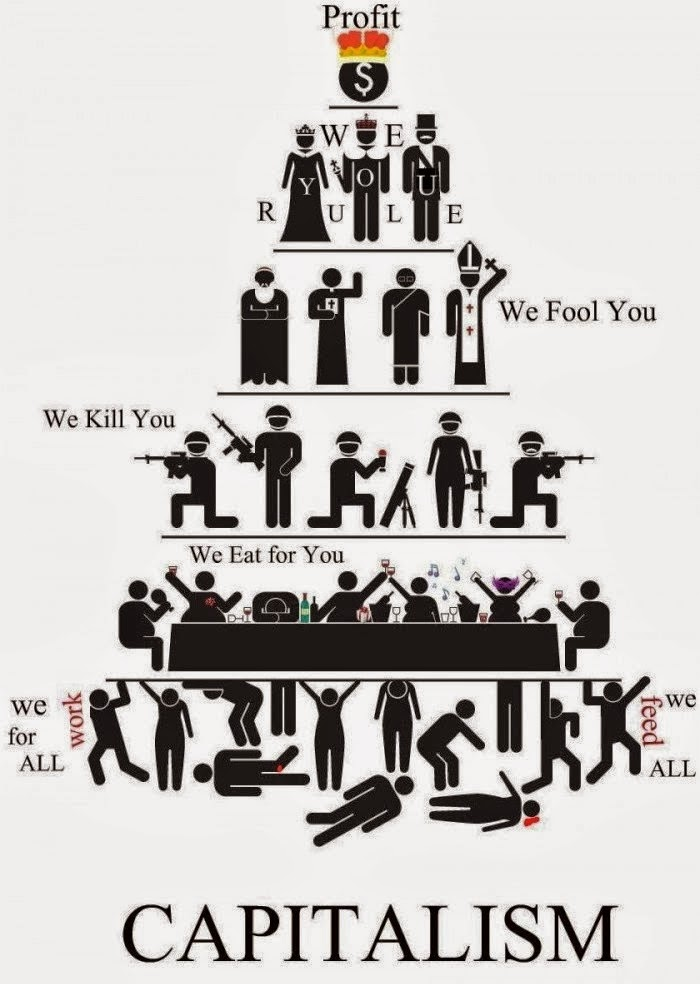 Profit
$
WE
YOU
RULE
We Fool You
We Kill You
We Eat for You
we work
for
ALL
we
feed
ALL
CAPITALISM